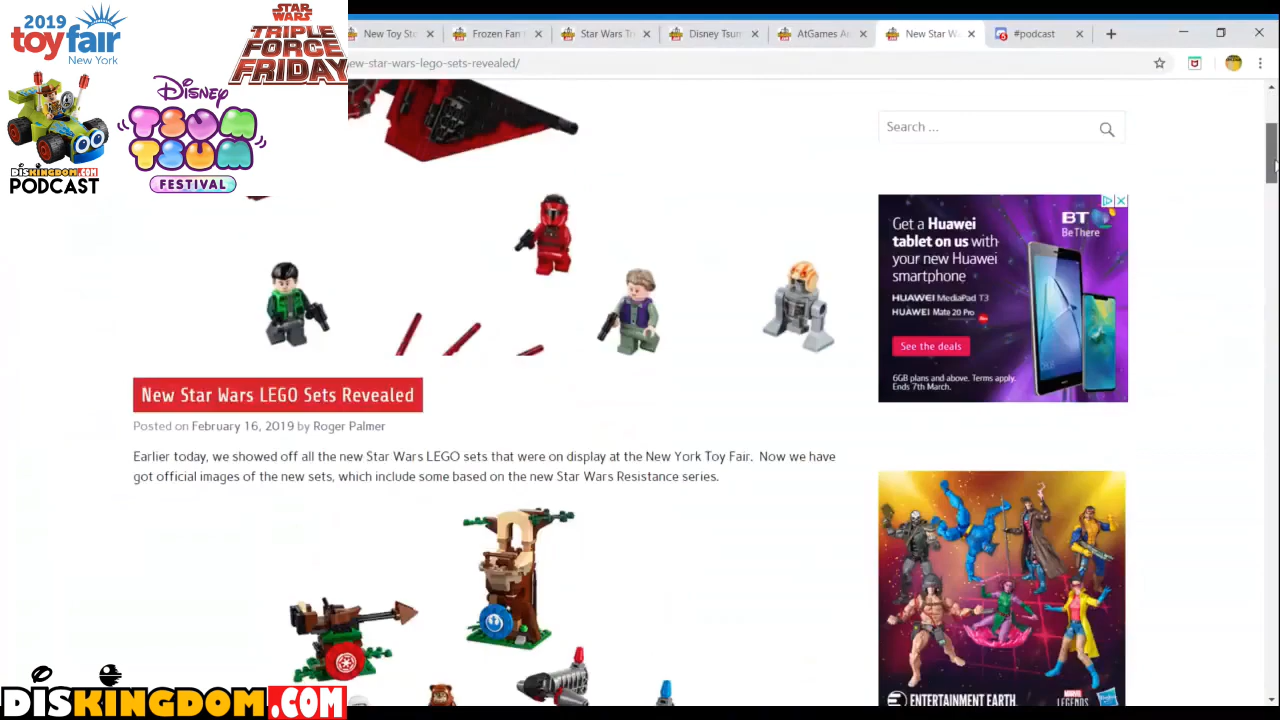 2019
toyfair
New York
STAR WARS
TRIPLE
FORCE
FRIDAY
DISKINGDOM.COM
PODCAST
Disney
TSUM
TSUM
FESTIVAL
New Toy Sto
Frozen Fan
Star Wars Tr
Disney Tsum
AtGames A
New Star W
#podcast
ew-star-wars-lego-sets-revealed/
Search ...
Get a Huawei
tablet on us with
your new Huawei
smartphone
BT
Be There
HUAWEI MediaPad T3
HUAWEI Mate 20 Pro
See the deals
6GB plans and above. Terms apply.
Ends 7th March.
New Star Wars LEGO Sets Revealed
Posted on February 16, 2019 by Roger Palmer
Earlier today, we showed off all the new Star Wars LEGO sets that were on display at the New York Toy Fair. Now we have
got official images of the new sets, which include some based on the new Star Wars Resistance series.
ENTERTAINMENT EARTH
MARVEL
LEGENDS
Hasbro
DISKINGDOM.COM